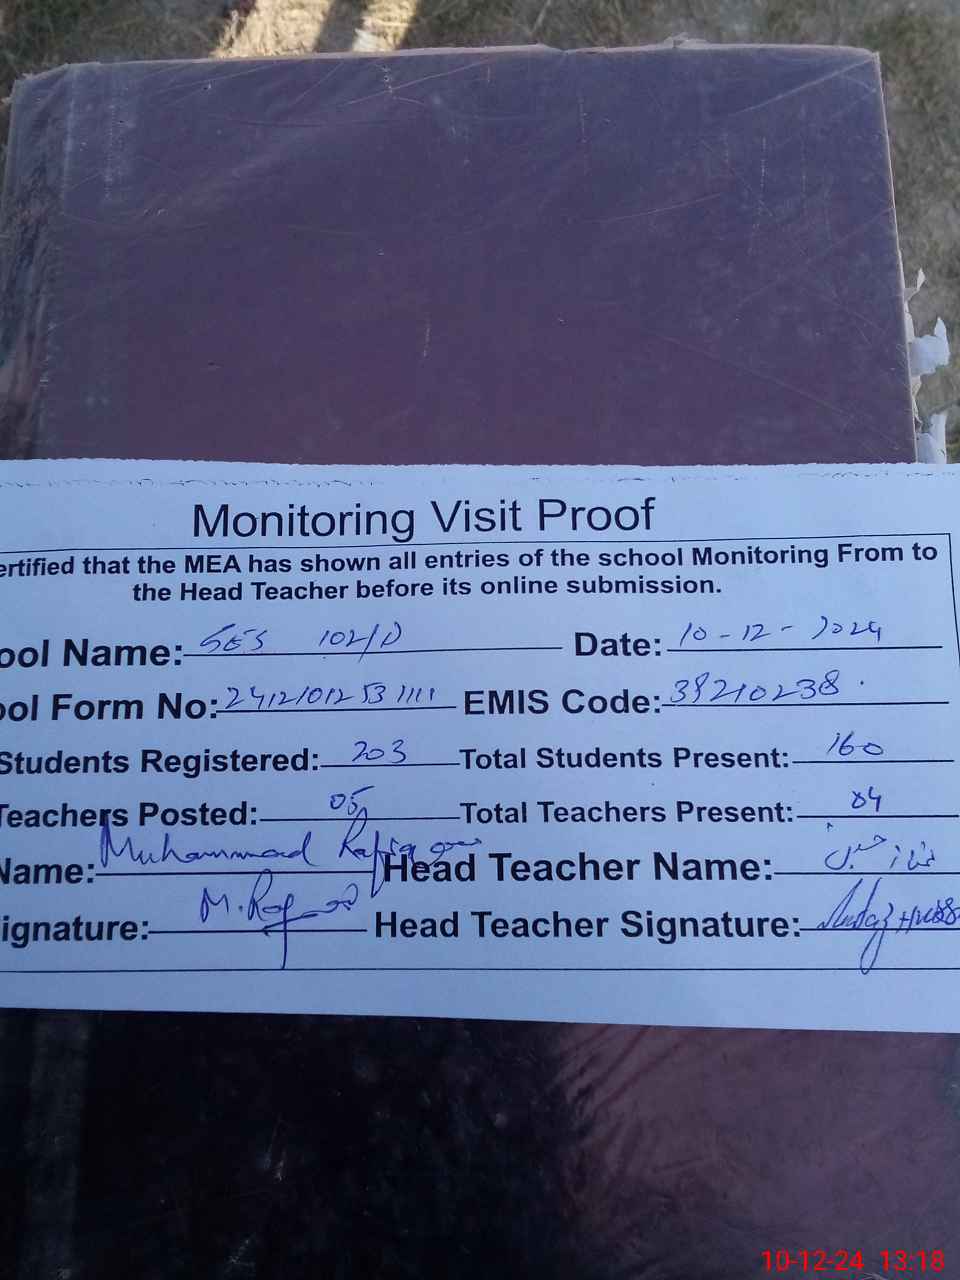 Monitoring Visit Proof
ertified that the MEA has shown all entries of the school Monitoring From to
the Head Teacher before its online submission.
ool Name: GES 102/D Date: 10-12-2024
ool Form No: 2412101253 1111 EMIS Code: 39210238
Students Registered: 203 Total Students Present: 160
Teachers Posted: 05 Total Teachers Present: 04
Name: Muhammad Rafiq Head Teacher Name:
ignature: M. Head Teacher Signature:
10-12-24 13:18